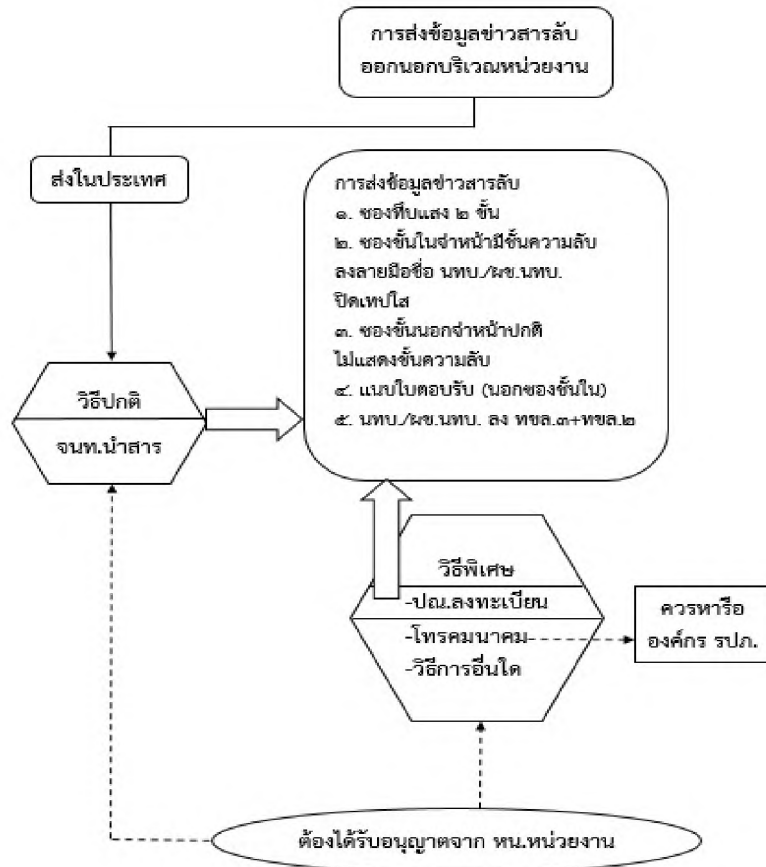 การส่งข้อมูลข่าวสารลับ
ออกนอกบริเวณหน่วยงาน
ส่งในประเทศ
การส่งข้อมูลข่าวสารลับ
๑. ซองทึบแสง ๒ ชั้น
๒. ซองชั้นในจ่าหน้ามีชั้นความลับ
ลงลายมือชื่อ นทบ./ผช.นทบ.
ปิดเทปใส
๓. ซองชั้นนอกจ่าหน้าปกติ
ไม่แสดงชั้นความลับ
๔. แนบใบตอบรับ (นอกซองชั้นใน)
๕. นทบ./ผช.นทบ. ลง ทขล.๓+ทขล.๒
วิธีปกติ
จนท.นำสาร
วิธีพิเศษ
-ปณ.ลงทะเบียน
-โทรคมนาคม
-วิธีการอื่นใด
ควรหารือ
องค์กร รปภ.
ต้องได้รับอนุญาตจาก หน.หน่วยงาน